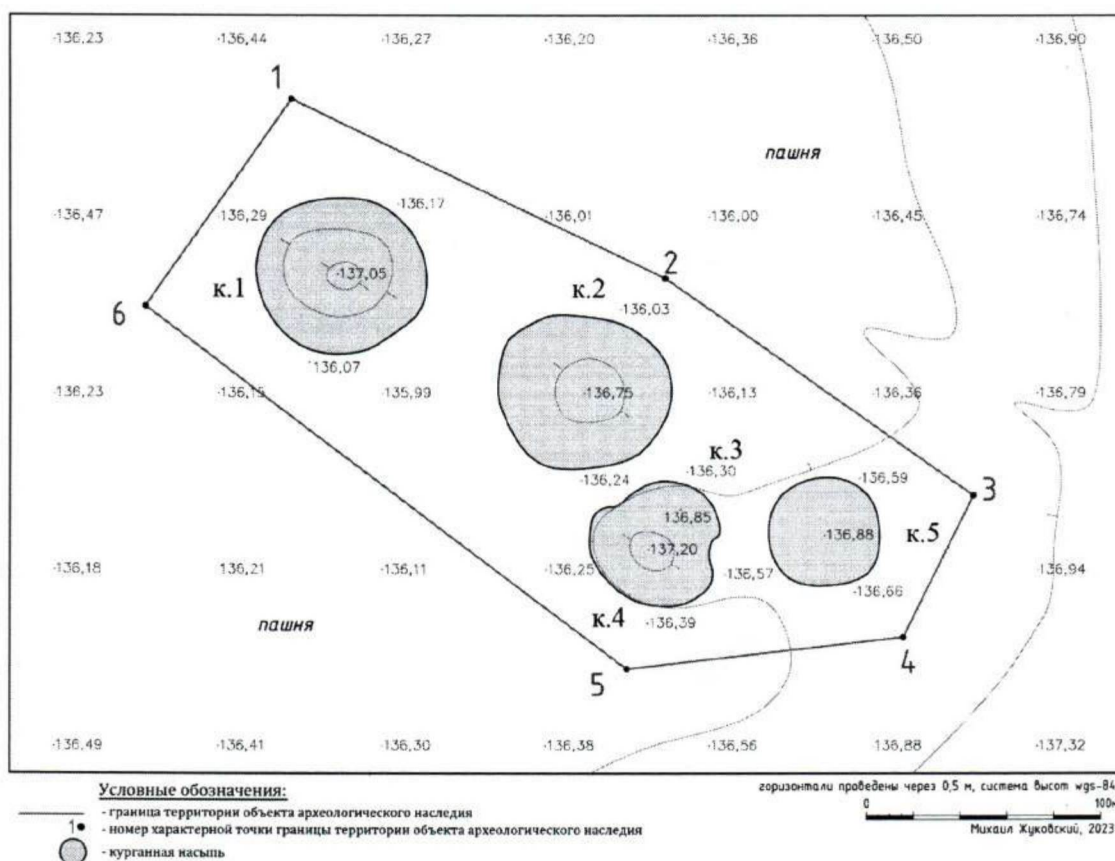 ·136,23 ·136,44 ·136,27 ·136,20 ·136,36 ·136,50 ·136,90
1
пашня
·136,47 ·136,29 ·136,17 ·136,01 ·136,00 ·136,45 ·136,74
2
·137,05
к.1 к.2
6 ·136,03
·136,07
·136,23 ·136,15 ·135,99 ·136,75 ·136,13 ·136,36 ·136,79
к.3
·136,24 ·136,30 ·136,59
3
·136,85
·136,88 к.5
·137,20
·136,18 136,21 ·136,11 ·136,25 ·136,57 ·136,94
·136,66
к.4 ·136,39
пашня
4
5
·136,49 ·136,41 ·136,30 ·136,38 ·136,56 ·136,88 ·137,32
Условные обозначения:
- граница территории объекта археологического наследия
1• - номер характерной точки границы территории объекта археологического наследия
- курганная насыпь
горизонтали проведены через 0,5 м, система высот wgs-84
0 100м
Михаил Жуковский, 2023